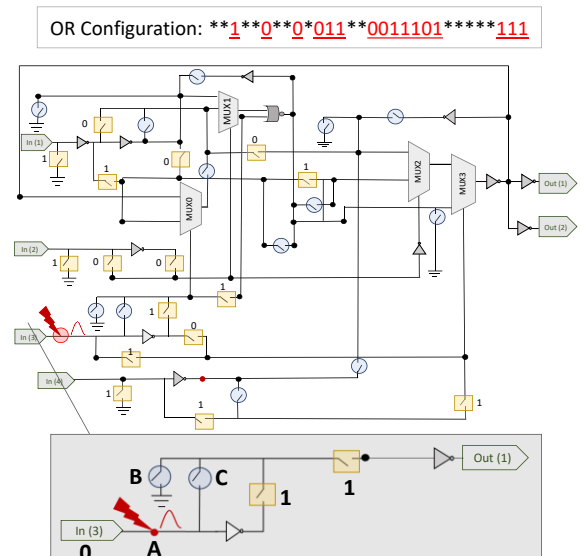 OR Configuration: **1**0**0*011**0011101*****111
MUX1
0
In (1)
1
0
0
1
1
MUX0
MUX2
MUX3
Out (1)
Out (2)
In (2)
1
0
0
1
1
In (3)
0
1
In (4)
1
1
1
B
C
1
1
Out (1)
In (3)
0
A